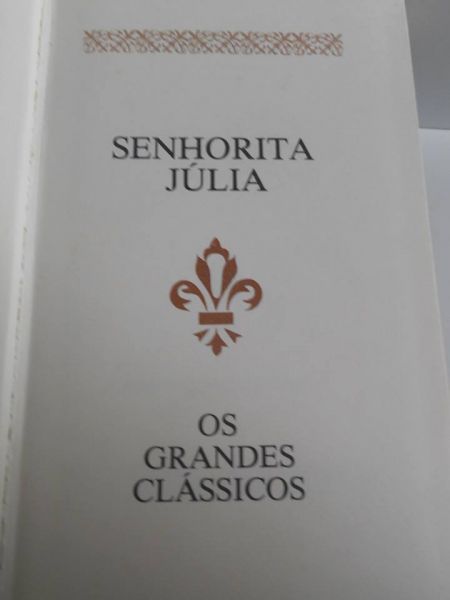 SENHORITA
JÚLIA
OS
GRANDES
CLÁSSICOS